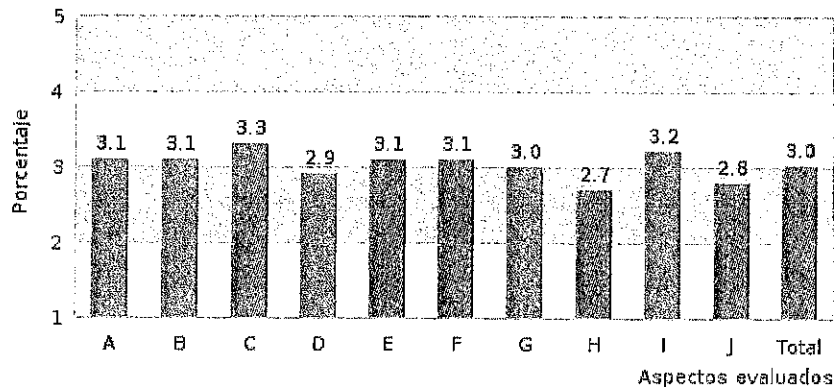 5
4
3
2
1
Porcentaje
3.1
3.1
3.3
2.9
3.1
3.1
3.0
2.7
3.2
2.8
3.0
A
B
C
D
E
F
G
H
I
J
Total
Aspectos evaluados